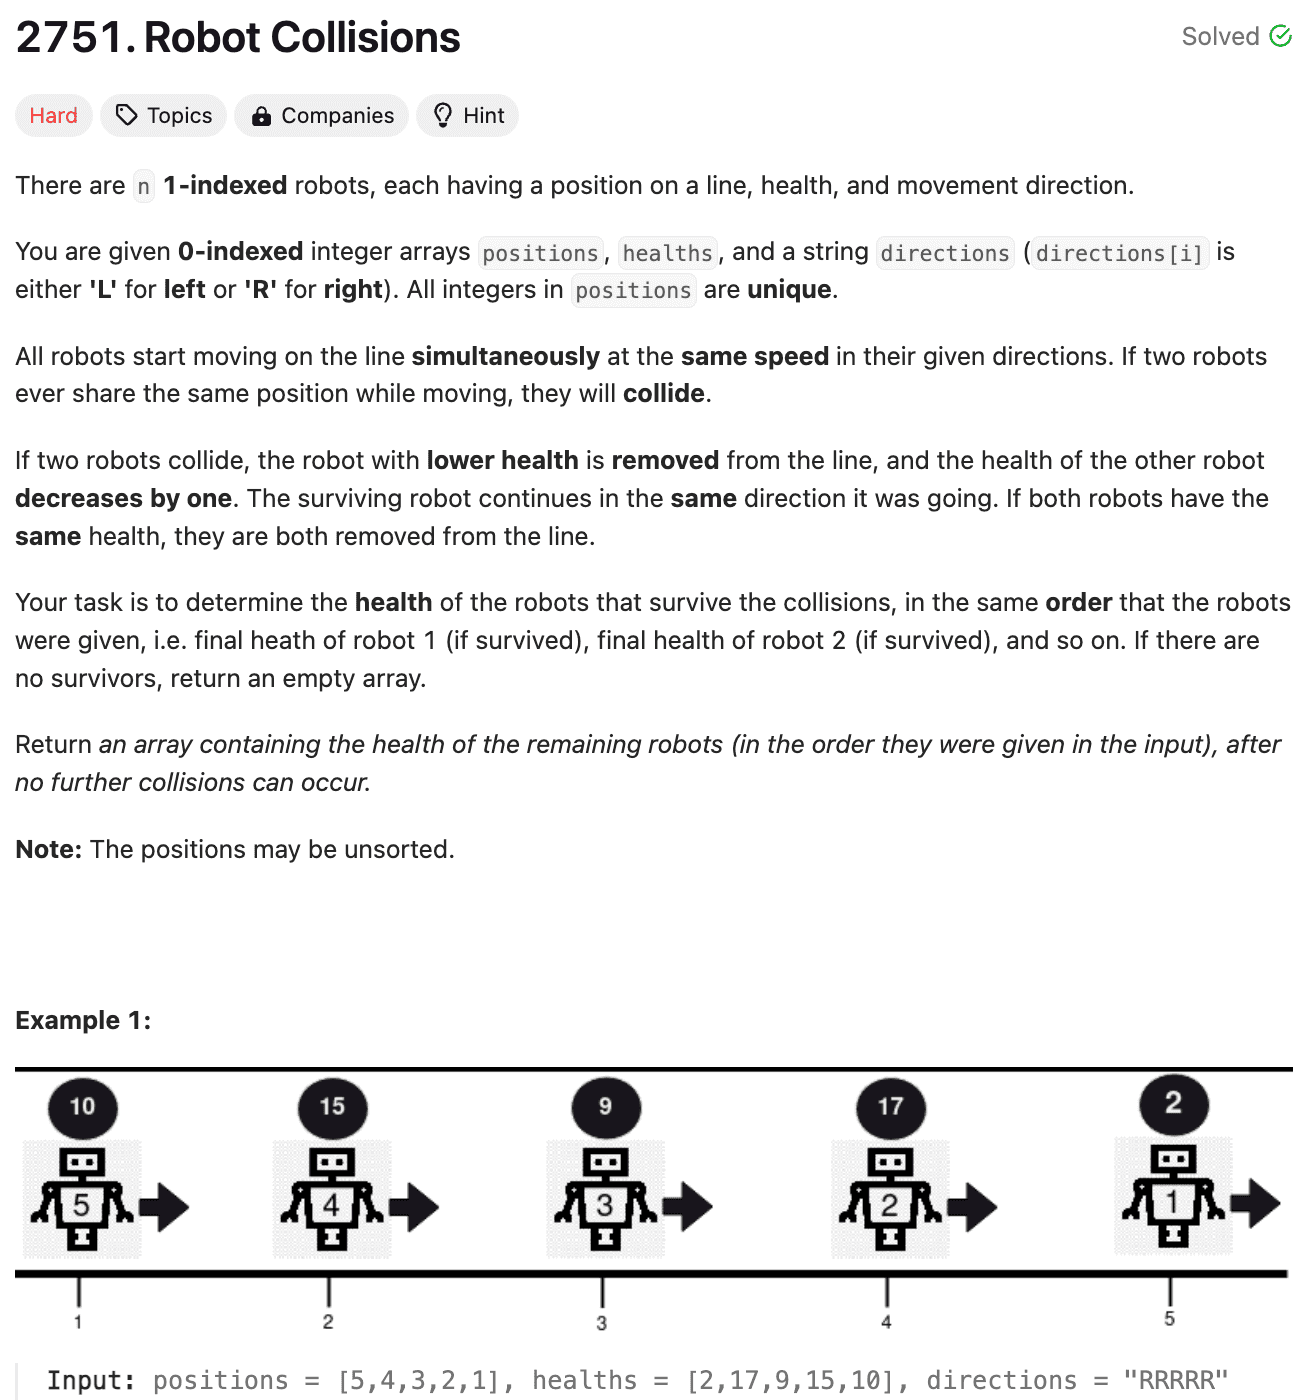 2751. Robot Collisions
Solved
Hard Topics Companies Hint
There are n 1-indexed robots, each having a position on a line, health, and movement direction.
You are given 0-indexed integer arrays positions, healths, and a string directions (directions[i] is
either 'L' for left or 'R' for right). All integers in positions are unique.
All robots start moving on the line simultaneously at the same speed in their given directions. If two robots
ever share the same position while moving, they will collide.
If two robots collide, the robot with lower health is removed from the line, and the health of the other robot
decreases by one. The surviving robot continues in the same direction it was going. If both robots have the
same health, they are both removed from the line.
Your task is to determine the health of the robots that survive the collisions, in the same order that the robots
were given, i.e. final heath of robot 1 (if survived), final health of robot 2 (if survived), and so on. If there are
no survivors, return an empty array.
Return an array containing the health of the remaining robots (in the order they were given in the input), after
no further collisions can occur.
Note: The positions may be unsorted.
Example 1:
10 15 9 17 2
5 4 3 2 1
1 2 3 4 5
Input: positions = [5,4,3,2,1], healths = [2,17,9,15,10], directions = "RRRRR"